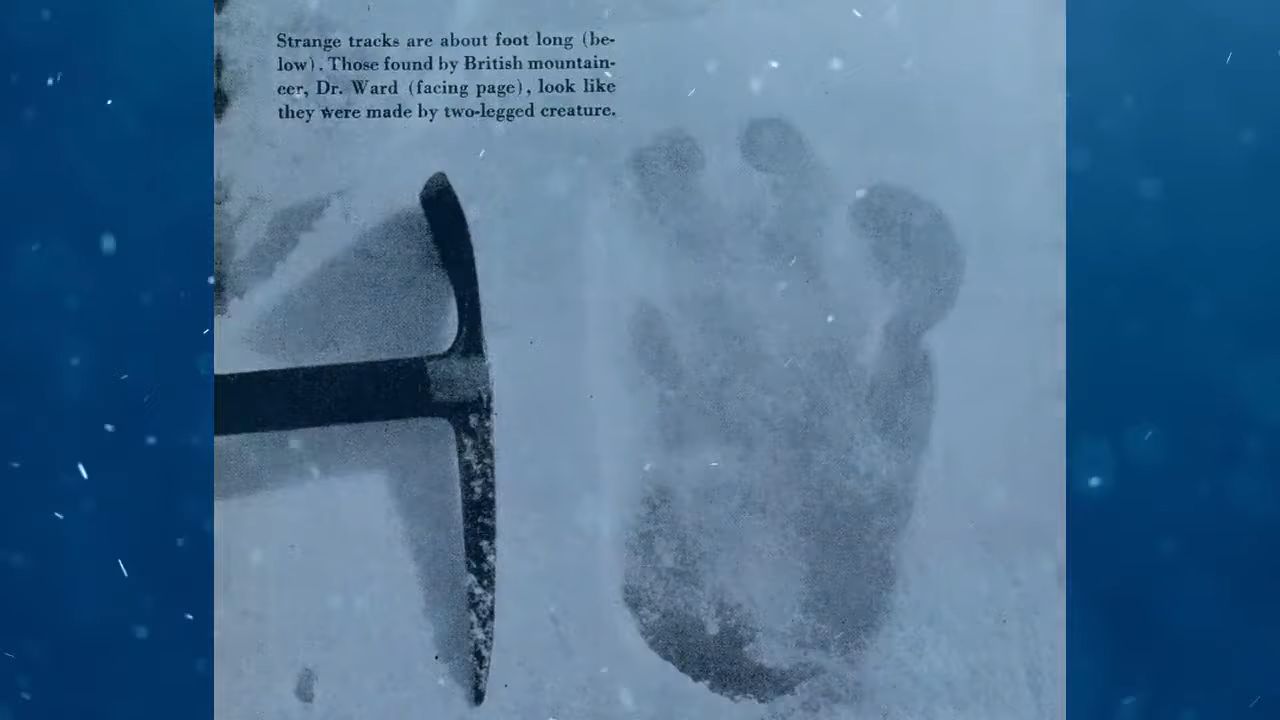 Strange tracks are about foot long (be-
low). Those found by British mountain-
eer, Dr. Ward (facing page), look like
they were made by two-legged creature.